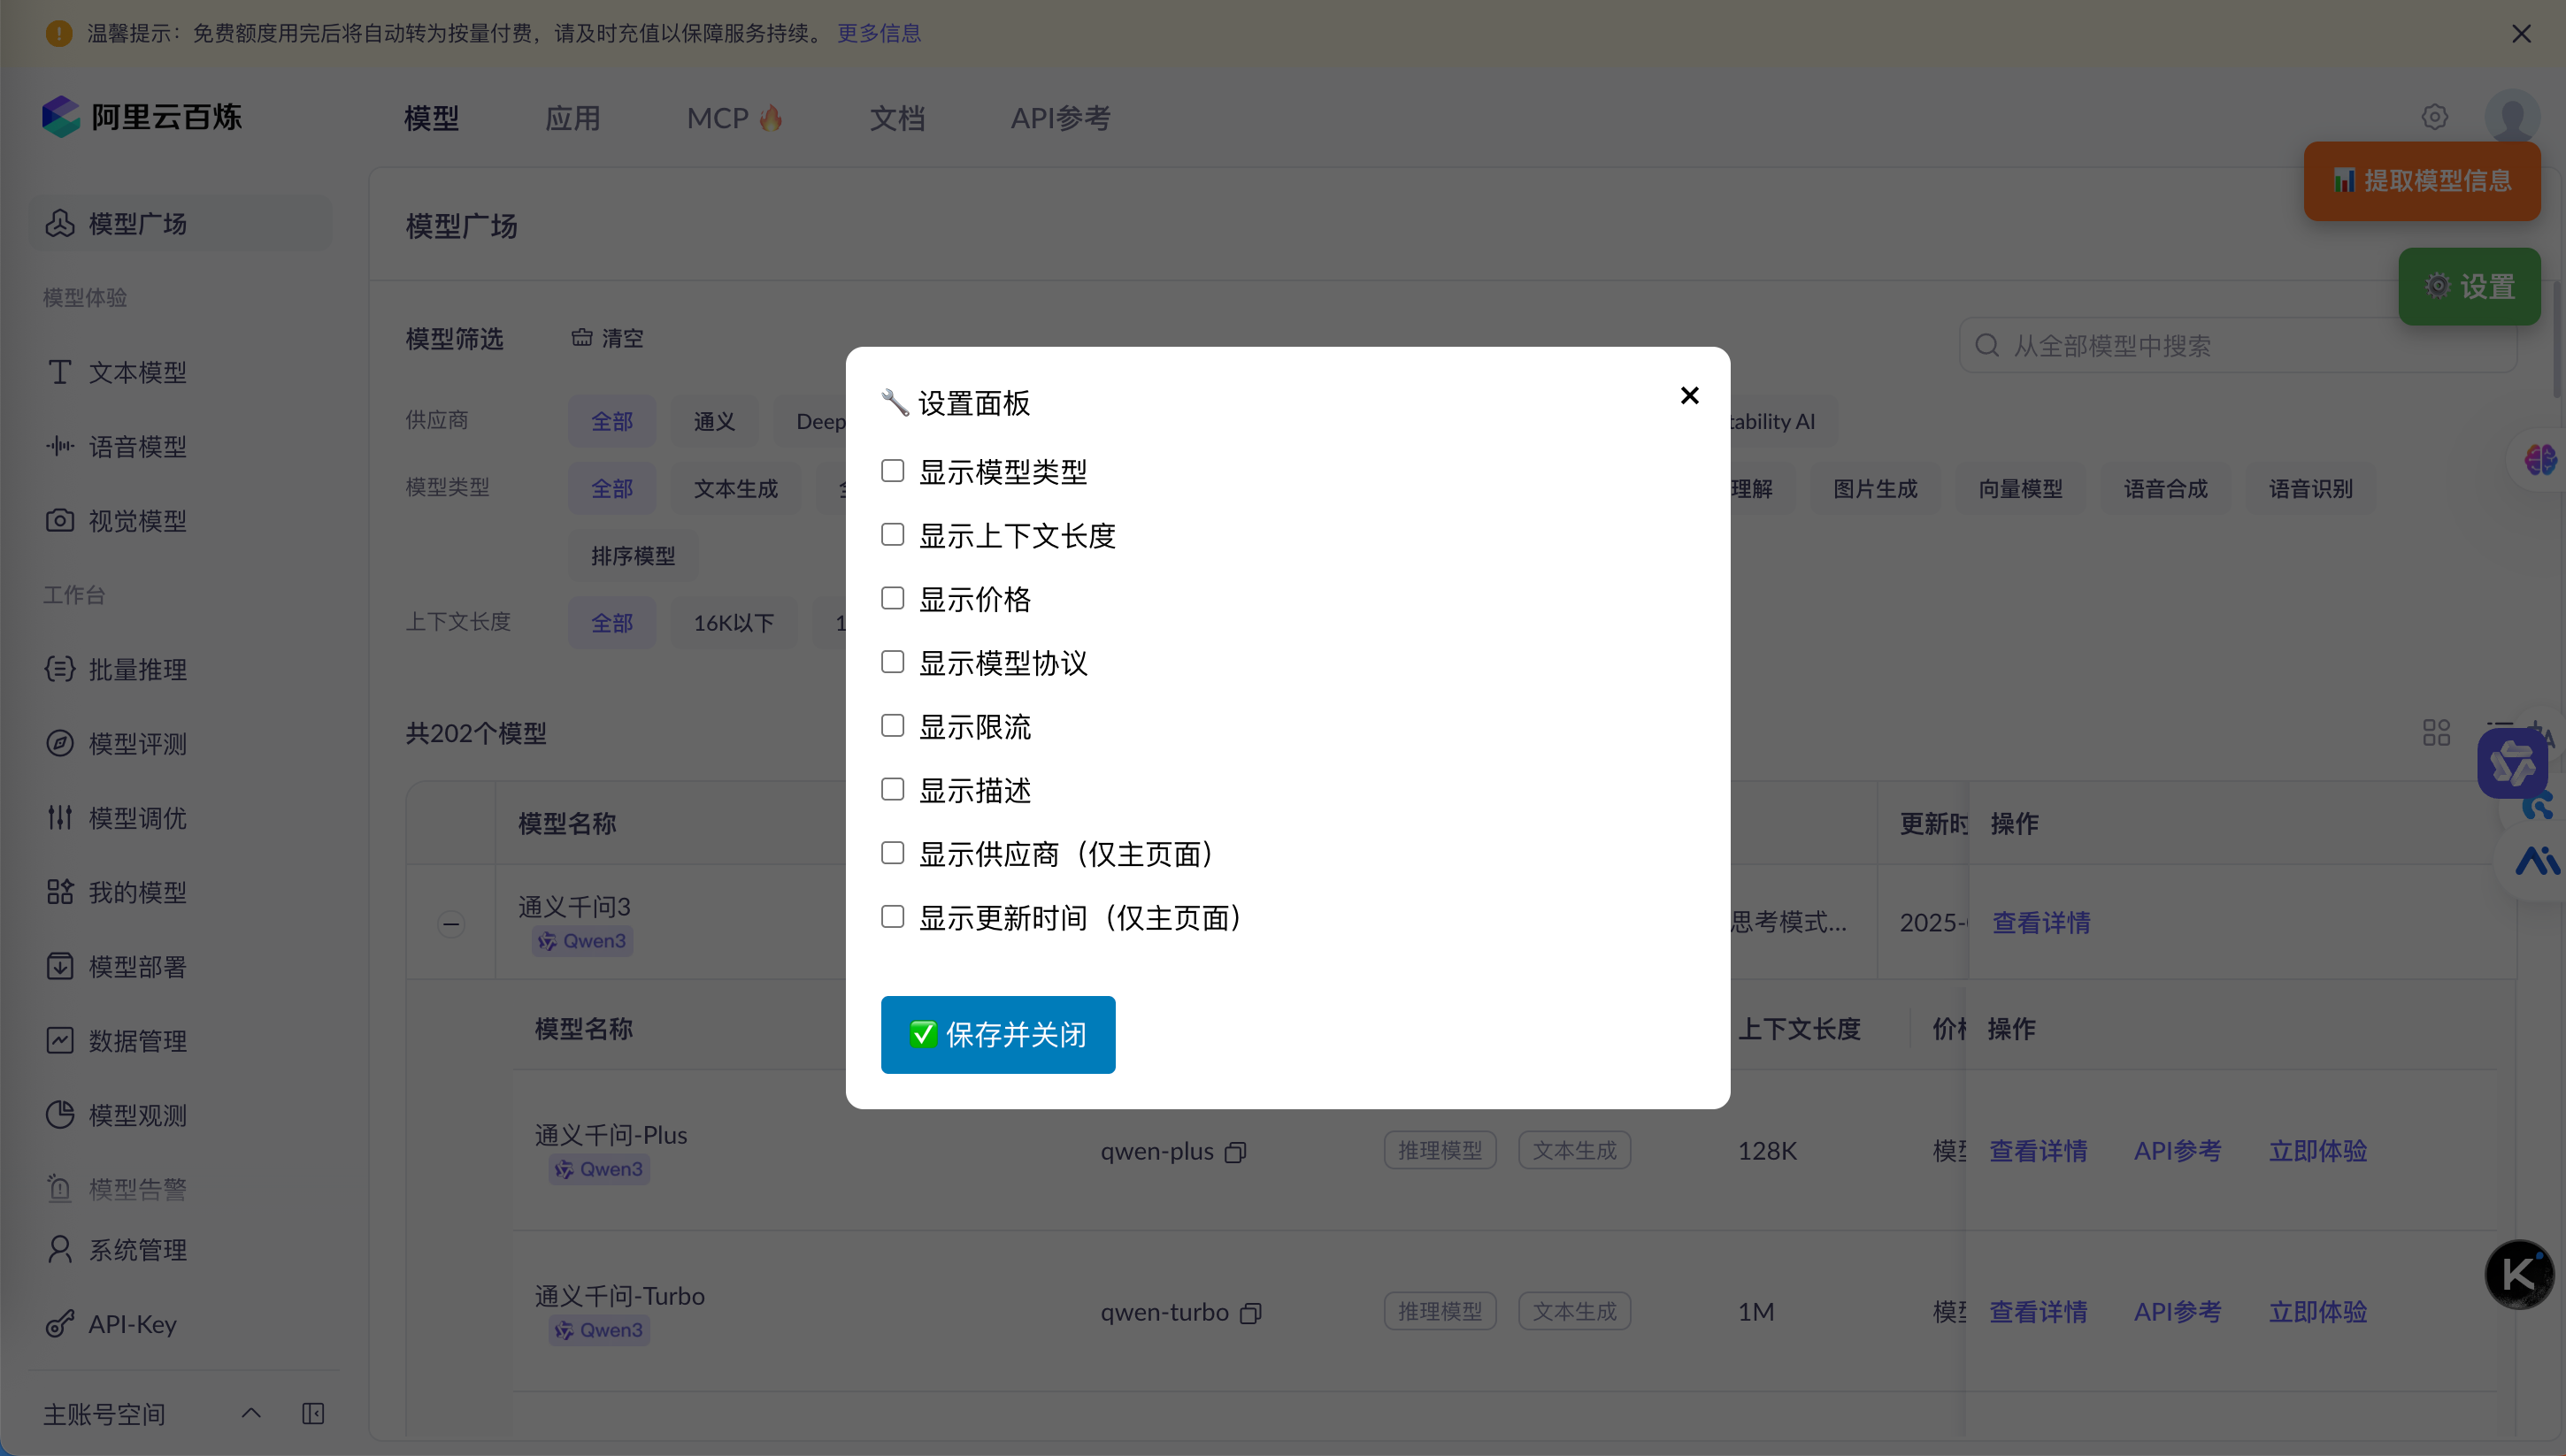 温馨提示：免费额度用完后将自动转为按量付费，请及时充值以保障服务持续。 更多信息
阿里云百炼
模型 应用 MCP 文档 API参考
提取模型信息
设置
模型广场
模型体验
文本模型
语音模型
视觉模型
工作台
批量推理
模型评测
模型调优
我的模型
模型部署
数据管理
模型观测
模型告警
系统管理
API-Key
主账号空间
模型广场
模型筛选 清空
从全部模型中搜索
供应商 全部 通义 Deep tability AI
模型类型 全部 文本生成 理解 图片生成 向量模型 语音合成 语音识别
排序模型
上下文长度 全部 16K以下 1
共202个模型
模型名称 更新时 操作
通义千问3
Qwen3
思考模式... 2025- 查看详情
模型名称 上下文长度 价格 操作
通义千问-Plus
Qwen3
qwen-plus 推理模型 文本生成 128K 模型 查看详情 API参考 立即体验
通义千问-Turbo
Qwen3
qwen-turbo 推理模型 文本生成 1M 模型 查看详情 API参考 立即体验
设置面板
显示模型类型
显示上下文长度
显示价格
显示模型协议
显示限流
显示描述
显示供应商（仅主页面）
显示更新时间（仅主页面）
保存并关闭